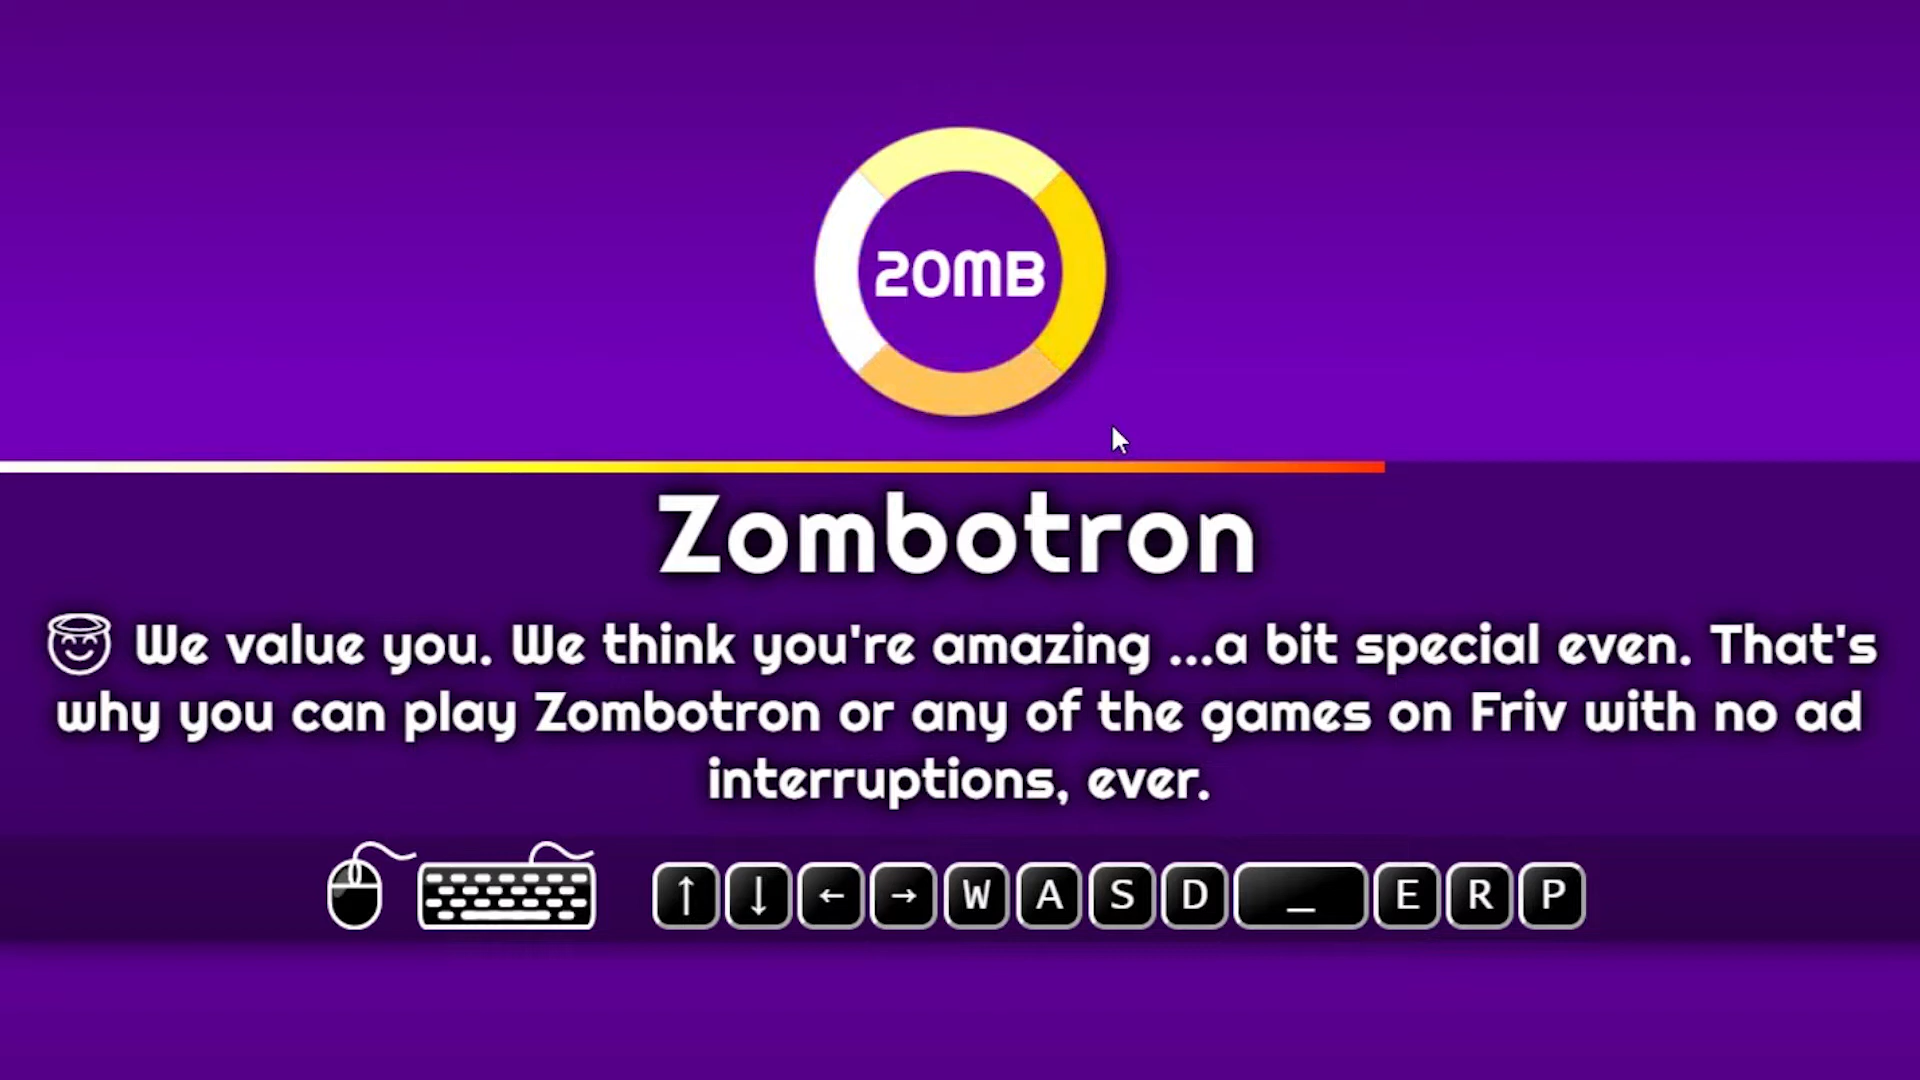 20MB
Zombotron
We value you. We think you're amazing ...a bit special even. That's
why you can play Zombotron or any of the games on Friv with no ad
interruptions, ever.
↑ ↓ ← → W A S D _ E R P